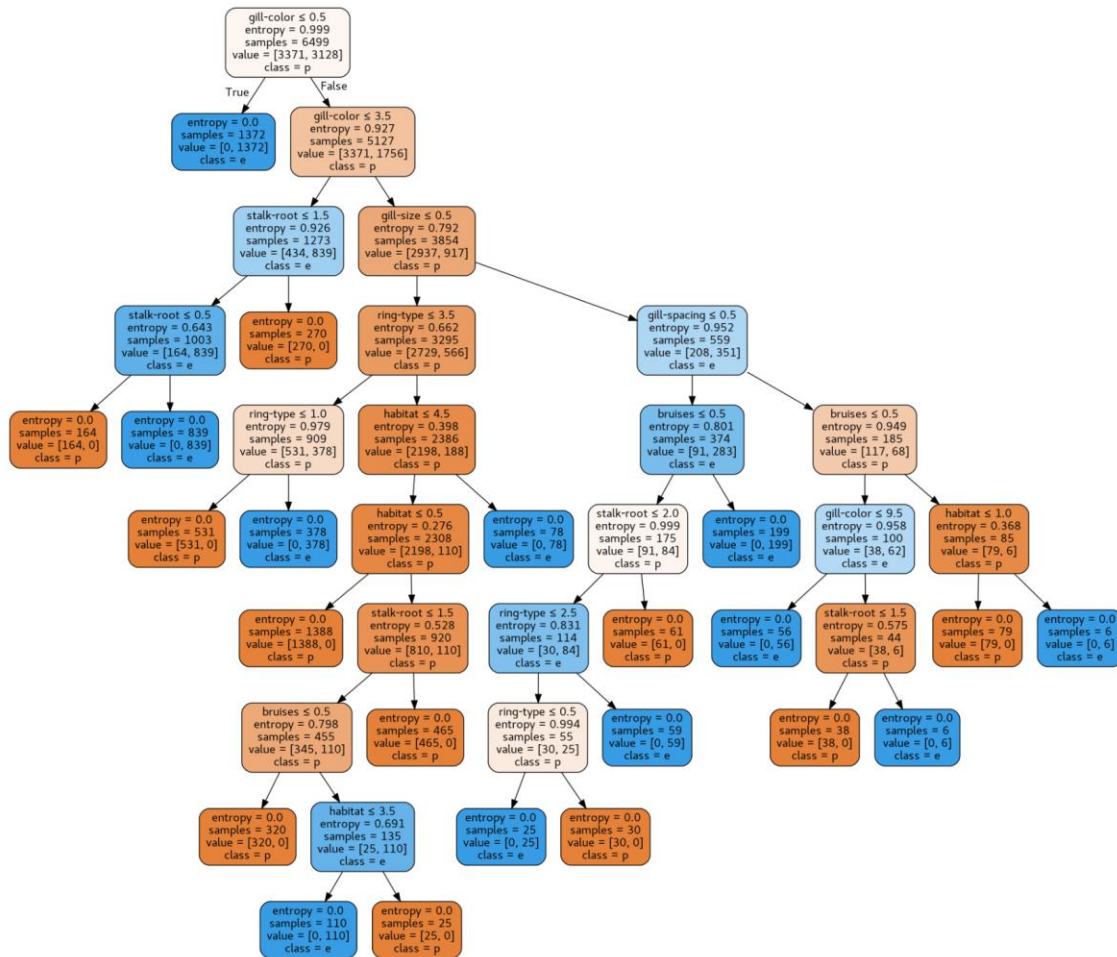 gill-color ≤ 0.5
entropy = 0.999
samples = 6499
value = [3371, 3128]
class = p
True
False
entropy = 0.0
samples = 1372
value = [0, 1372]
class = e
gill-color ≤ 3.5
entropy = 0.927
samples = 5127
value = [3371, 1756]
class = p
stalk-root ≤ 1.5
entropy = 0.926
samples = 1273
value = [434, 839]
class = e
gill-size ≤ 0.5
entropy = 0.792
samples = 3854
value = [2937, 917]
class = p
stalk-root ≤ 0.5
entropy = 0.643
samples = 1003
value = [164, 839]
class = e
entropy = 0.0
samples = 270
value = [270, 0]
class = p
ring-type ≤ 3.5
entropy = 0.662
samples = 3295
value = [2729, 566]
class = p
gill-spacing ≤ 0.5
entropy = 0.952
samples = 559
value = [208, 351]
class = e
entropy = 0.0
samples = 164
value = [164, 0]
class = p
entropy = 0.0
samples = 839
value = [0, 839]
class = e
ring-type ≤ 1.0
entropy = 0.979
samples = 909
value = [531, 378]
class = p
habitat ≤ 4.5
entropy = 0.398
samples = 2386
value = [2198, 188]
class = p
bruises ≤ 0.5
entropy = 0.801
samples = 374
value = [91, 283]
class = e
bruises ≤ 0.5
entropy = 0.949
samples = 185
value = [117, 68]
class = p
entropy = 0.0
samples = 531
value = [531, 0]
class = p
entropy = 0.0
samples = 378
value = [0, 378]
class = e
habitat ≤ 0.5
entropy = 0.276
samples = 2308
value = [2198, 110]
class = p
entropy = 0.0
samples = 78
value = [0, 78]
class = e
stalk-root ≤ 2.0
entropy = 0.999
samples = 175
value = [91, 84]
class = p
entropy = 0.0
samples = 199
value = [0, 199]
class = e
gill-color ≤ 9.5
entropy = 0.958
samples = 100
value = [38, 62]
class = e
habitat ≤ 1.0
entropy = 0.368
samples = 85
value = [79, 6]
class = p
entropy = 0.0
samples = 1388
value = [1388, 0]
class = p
stalk-root ≤ 1.5
entropy = 0.528
samples = 920
value = [810, 110]
class = p
ring-type ≤ 2.5
entropy = 0.831
samples = 114
value = [30, 84]
class = e
entropy = 0.0
samples = 61
value = [61, 0]
class = p
entropy = 0.0
samples = 56
value = [0, 56]
class = e
stalk-root ≤ 1.5
entropy = 0.575
samples = 44
value = [38, 6]
class = p
entropy = 0.0
samples = 79
value = [79, 0]
class = p
entropy = 0.0
samples = 6
value = [0, 6]
class = e
bruises ≤ 0.5
entropy = 0.798
samples = 455
value = [345, 110]
class = p
entropy = 0.0
samples = 465
value = [465, 0]
class = p
ring-type ≤ 0.5
entropy = 0.994
samples = 55
value = [30, 25]
class = p
entropy = 0.0
samples = 59
value = [0, 59]
class = e
entropy = 0.0
samples = 38
value = [38, 0]
class = p
entropy = 0.0
samples = 6
value = [0, 6]
class = e
entropy = 0.0
samples = 320
value = [320, 0]
class = p
habitat ≤ 3.5
entropy = 0.691
samples = 135
value = [25, 110]
class = e
entropy = 0.0
samples = 25
value = [0, 25]
class = e
entropy = 0.0
samples = 30
value = [30, 0]
class = p
entropy = 0.0
samples = 110
value = [0, 110]
class = e
entropy = 0.0
samples = 25
value = [25, 0]
class = p